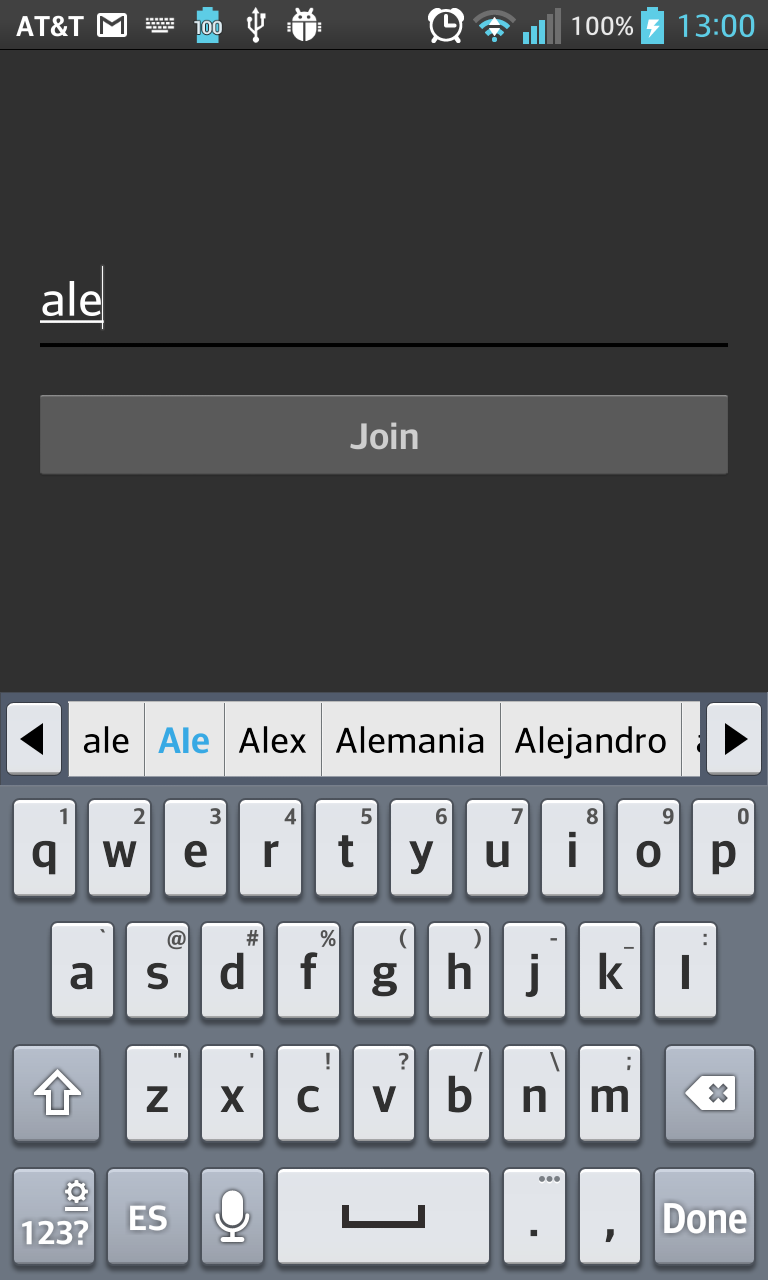 AT&T 100 100% 13:00
ale
Join
ale Ale Alex Alemania Alejandro
1 2 3 4 5 6 7 8 9 0
q w e r t y u i o p
` @ # % ( ) - _ :
a s d f g h j k l
" ' ! ? / \ ;
z x c v b n m
123? ES . , Done